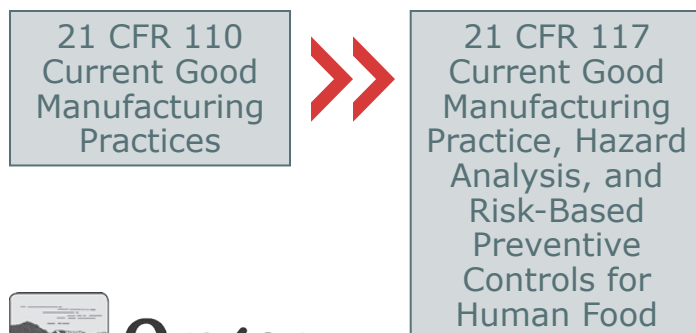 21 CFR 110
Current Good
Manufacturing
Practices
21 CFR 117
Current Good
Manufacturing
Practice, Hazard
Analysis, and
Risk-Based
Preventive
Controls for
Human Food